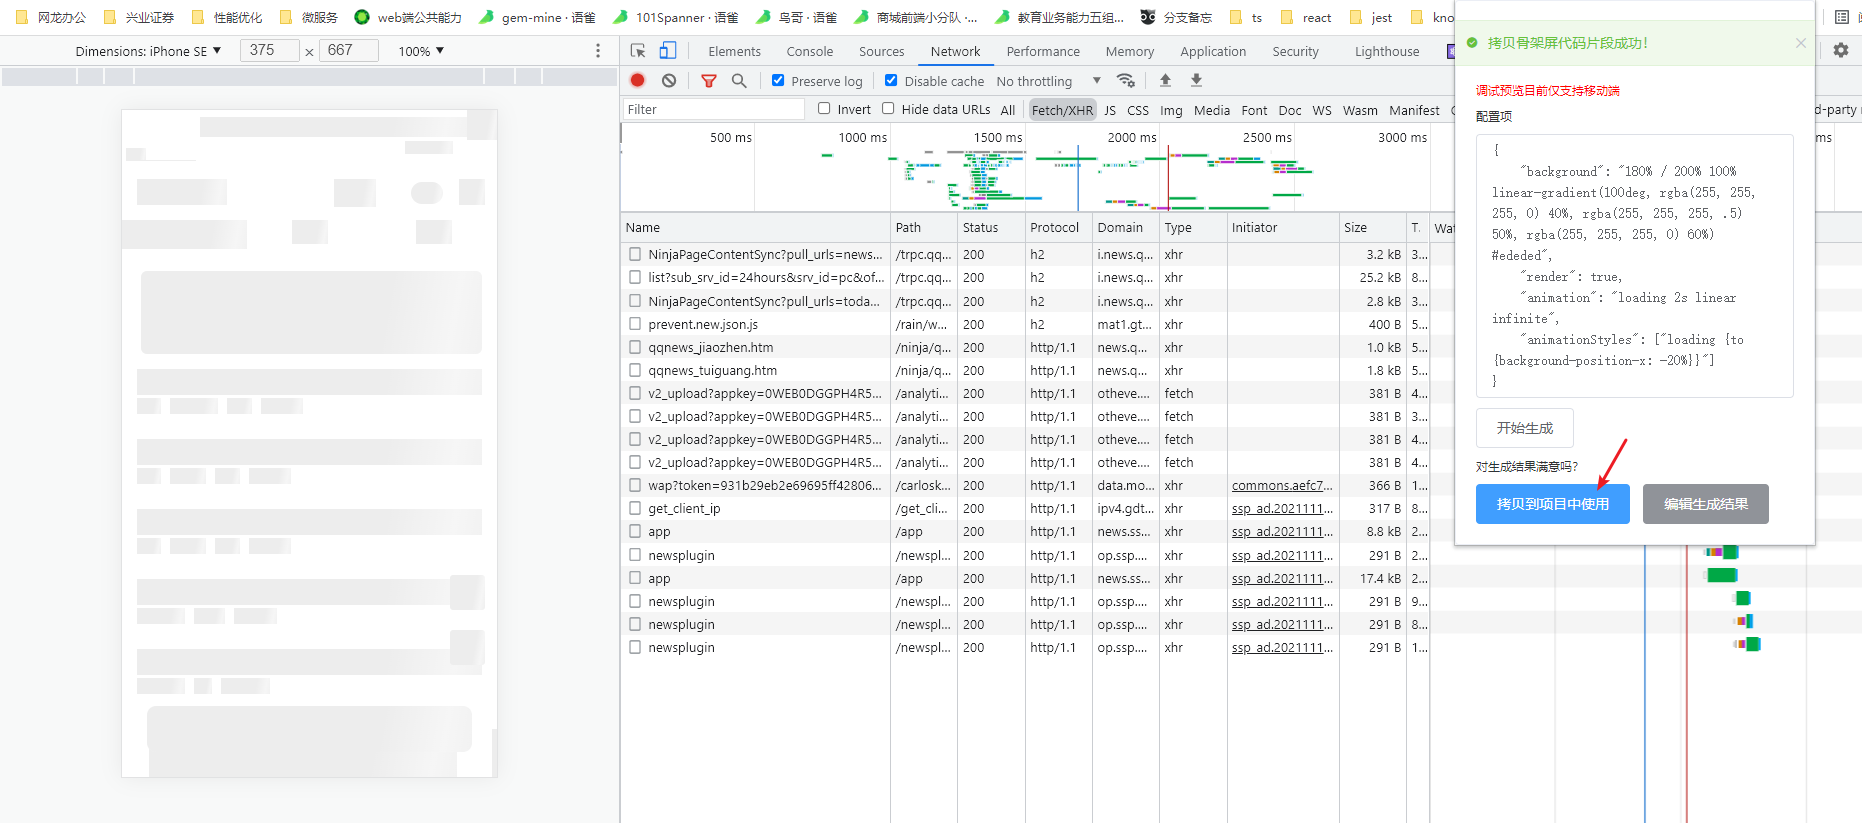 网龙办公 兴业证券 性能优化 微服务 web端公共能力 gem-mine · 语雀 101Spanner · 语雀 鸟哥 · 语雀 商城前端小分队 ·... 教育业务能力五组... 分支备忘 ts react jest kno
Dimensions: iPhone SE ▼ 375 × 667 100% ▼
Elements Console Sources Network Performance Memory Application Security Lighthouse
Preserve log Disable cache No throttling ▼
Filter Invert Hide data URLs All Fetch/XHR JS CSS Img Media Font Doc WS Wasm Manifest d-party
500 ms 1000 ms 1500 ms 2000 ms 2500 ms 3000 ms ms
Name Path Status Protocol Domain Type Initiator Size T. Wat
NinjaPageContentSync?pull_urls=news... /trpc.qq... 200 h2 i.news.q... xhr 3.2 kB 3...
list?sub_srv_id=24hours&srv_id=pc&of... /trpc.qq... 200 h2 i.news.q... xhr 25.2 kB 8...
NinjaPageContentSync?pull_urls=toda... /trpc.qq... 200 h2 i.news.q... xhr 2.8 kB 3...
prevent.new.json.js /rain/w... 200 h2 mat1.gt... xhr 400 B 5...
qqnews_jiaozhen.htm /ninja/q... 200 http/1.1 news.q... xhr 1.0 kB 5...
qqnews_tuiguang.htm /ninja/q... 200 http/1.1 news.q... xhr 1.8 kB 5...
v2_upload?appkey=0WEB0DGGPH4R5... /analyti... 200 http/1.1 otheve.... fetch 381 B 4...
v2_upload?appkey=0WEB0DGGPH4R5... /analyti... 200 http/1.1 otheve.... fetch 381 B 3...
v2_upload?appkey=0WEB0DGGPH4R5... /analyti... 200 http/1.1 otheve.... fetch 381 B 4...
v2_upload?appkey=0WEB0DGGPH4R5... /analyti... 200 http/1.1 otheve.... fetch 381 B 4...
wap?token=931b29eb2e69695ff42806... /carlosk... 200 http/1.1 data.mo... xhr commons.aefc7... 366 B 1...
get_client_ip /get_cli... 200 http/1.1 ipv4.gdt... xhr ssp_ad.2021111... 317 B 8...
app /app 200 http/1.1 news.ss... xhr ssp_ad.2021111... 8.8 kB 2...
newsplugin /newspl... 200 http/1.1 op.ssp.... xhr ssp_ad.2021111... 291 B 2...
app /app 200 http/1.1 news.ss... xhr ssp_ad.2021111... 17.4 kB 2...
newsplugin /newspl... 200 http/1.1 op.ssp.... xhr ssp_ad.2021111... 291 B 9...
newsplugin /newspl... 200 http/1.1 op.ssp.... xhr ssp_ad.2021111... 291 B 8...
newsplugin /newspl... 200 http/1.1 op.ssp.... xhr ssp_ad.2021111... 291 B 1...
拷贝骨架屏代码片段成功！
调试预览目前仅支持移动端
配置项
{
"background": "180% / 200% 100%
linear-gradient(100deg, rgba(255, 255,
255, 0) 40%, rgba(255, 255, 255, .5)
50%, rgba(255, 255, 255, 0) 60%)
#ededed",
"render": true,
"animation": "loading 2s linear
infinite",
"animationStyles": ["loading {to
{background-position-x: -20%}}"]
}
开始生成
对生成结果满意吗？
拷贝到项目中使用 编辑生成结果